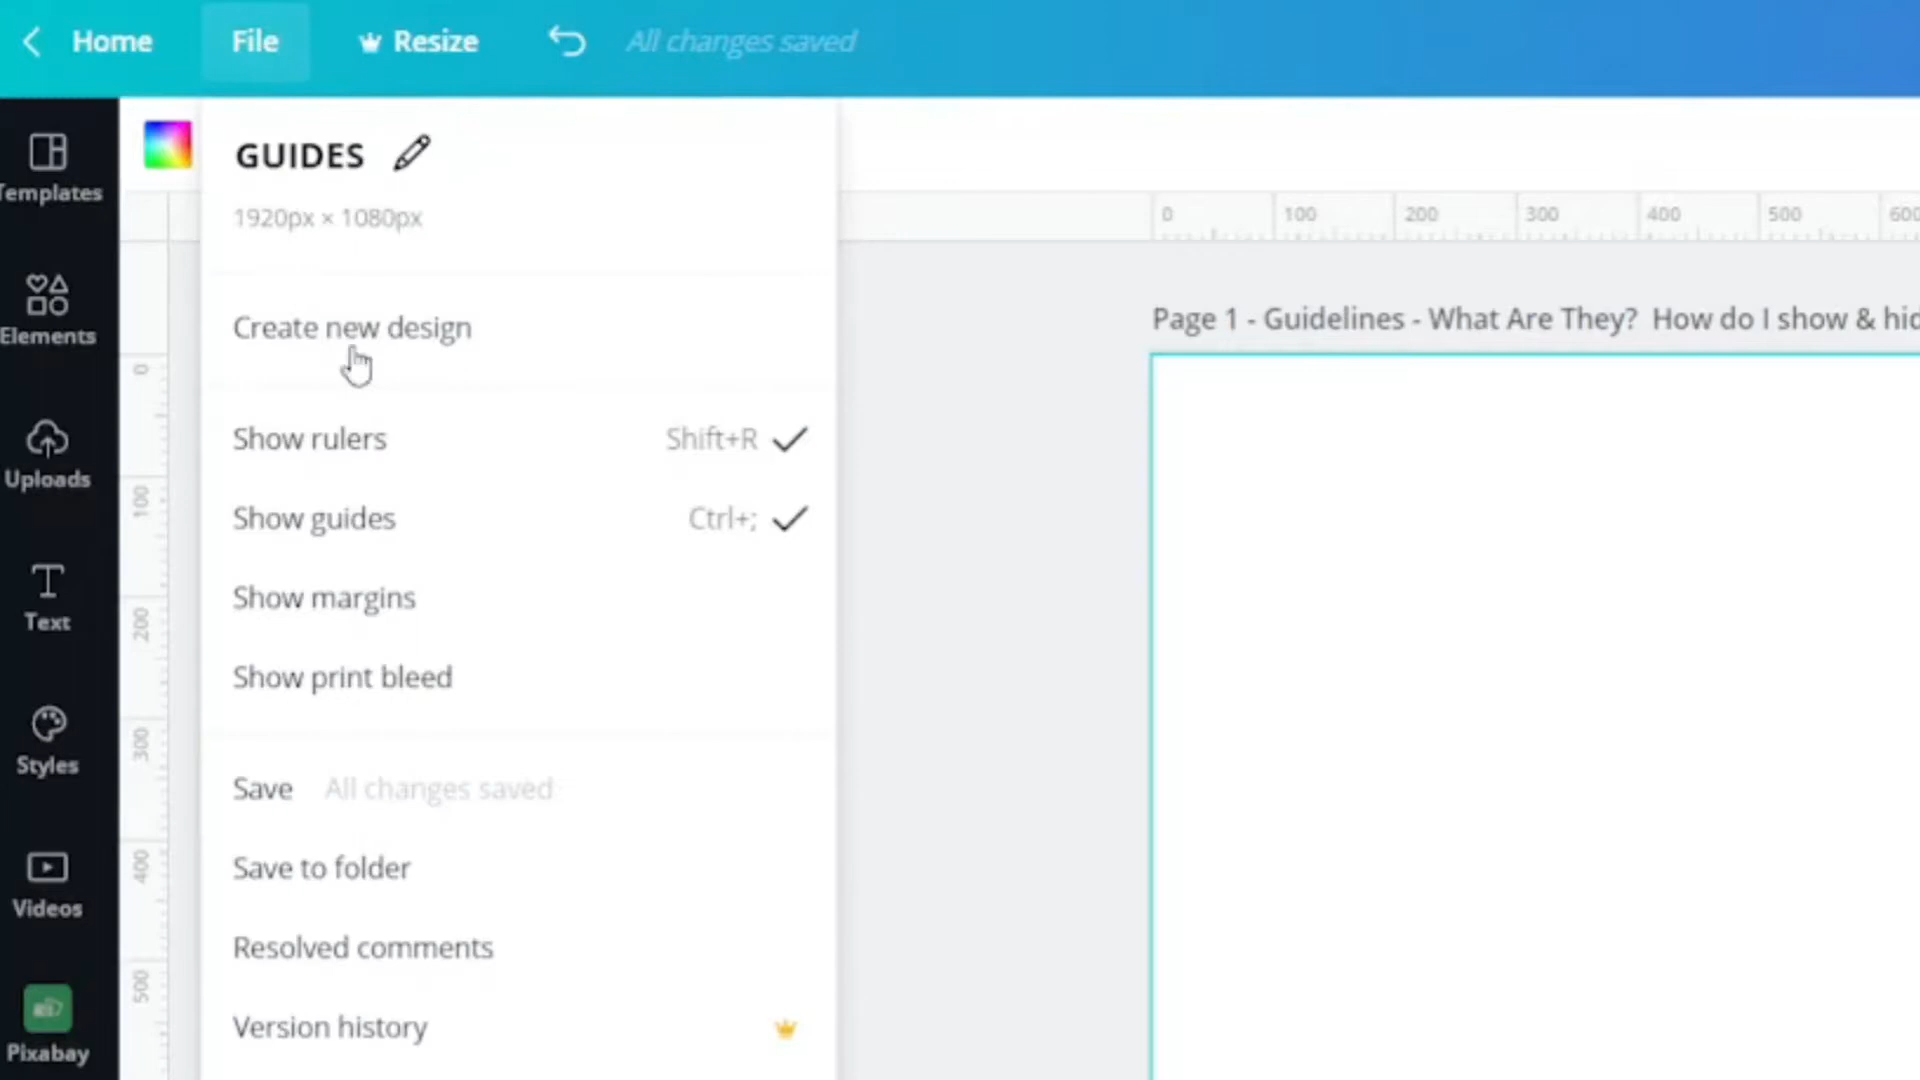 Home
File
Resize
All changes saved
Templates
Elements
Uploads
Text
Styles
Videos
Pixabay
GUIDES
1920px × 1080px
Create new design
Show rulers Shift+R
Show guides Ctrl+;
Show margins
Show print bleed
Save All changes saved
Save to folder
Resolved comments
Version history
0 100 200 300 400 500 600
Page 1 - Guidelines - What Are They? How do I show & hid
0
100
200
300
400
500